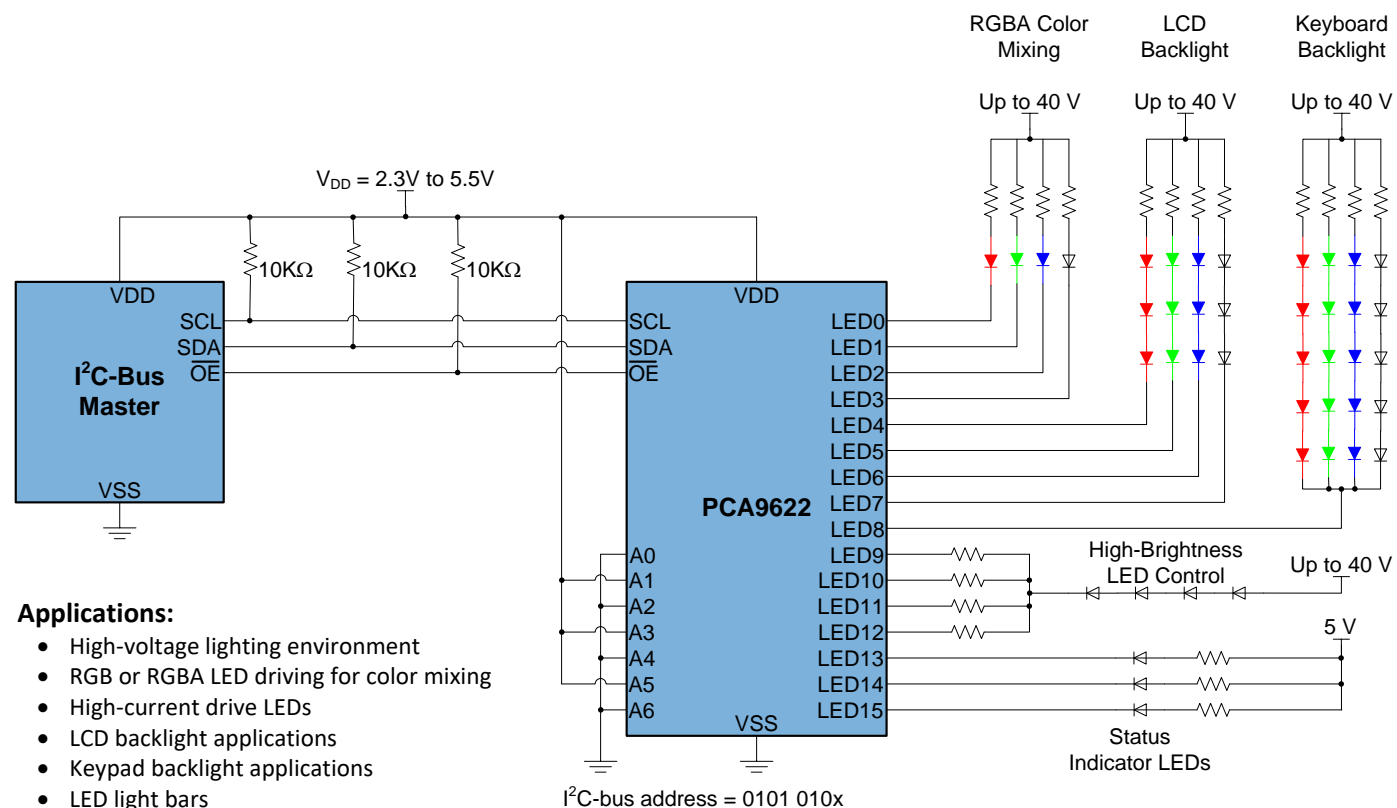 RGBA Color
Mixing
LCD
Backlight
Keyboard
Backlight
Up to 40 V
Up to 40 V
Up to 40 V
V_DD = 2.3V to 5.5V
10KΩ
10KΩ
10KΩ
VDD
SCL
SDA
O̅E̅
I²C-Bus
Master
VSS
VDD
SCL
SDA
O̅E̅
PCA9622
A0
A1
A2
A3
A4
A5
A6
VSS
LED0
LED1
LED2
LED3
LED4
LED5
LED6
LED7
LED8
LED9
LED10
LED11
LED12
LED13
LED14
LED15
High-Brightness
LED Control
Up to 40 V
5 V
Status
Indicator LEDs
I²C-bus address = 0101 010x
Applications:
• High-voltage lighting environment
• RGB or RGBA LED driving for color mixing
• High-current drive LEDs
• LCD backlight applications
• Keypad backlight applications
• LED light bars